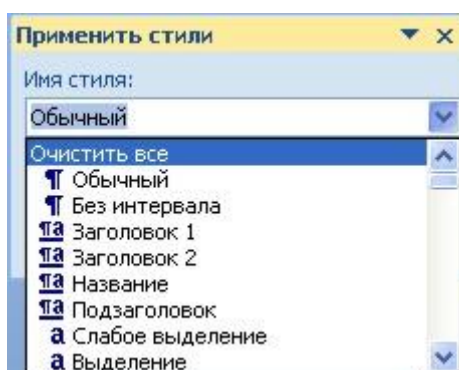 Применить стили
Имя стиля:
Обычный
Очистить все
¶ Обычный
¶ Без интервала
¶a Заголовок 1
¶a Заголовок 2
¶a Название
¶a Подзаголовок
a Слабое выделение
a Выделение